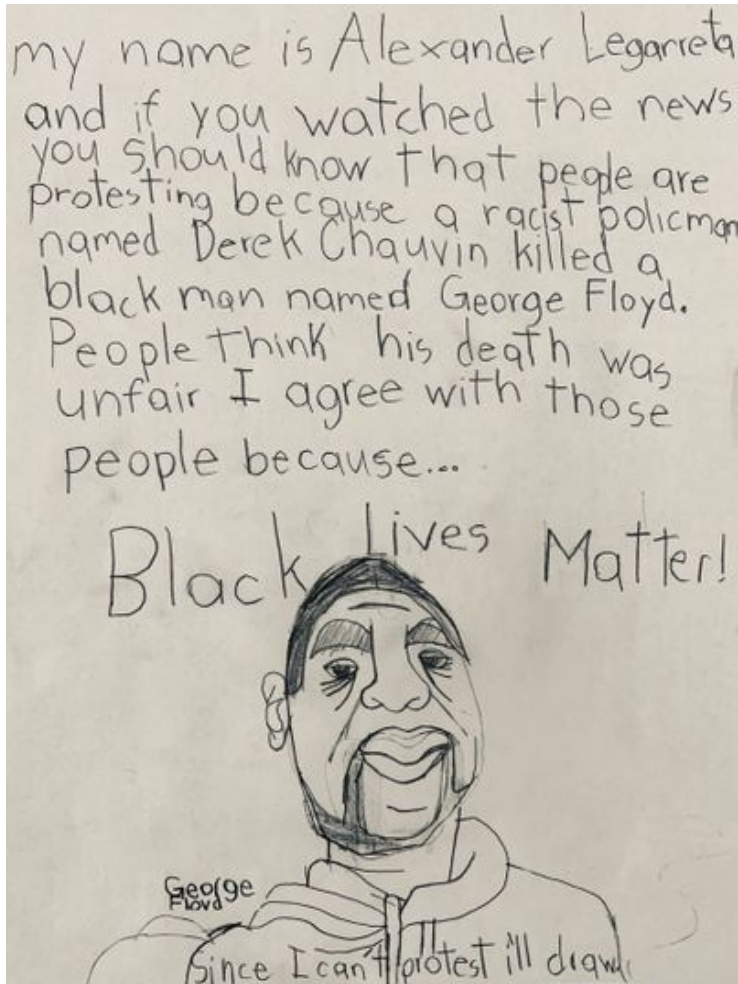 my name is Alexander Legarreta
and if you watched the news
you should know that peaple are
protesting because a racist policman
named Derek Chauvin killed a
black man named George Floyd.
People think his death was
unfair I agree with those
people because...
Black Lives Matter!
George
Floyd
Since I can't protest i'll draw